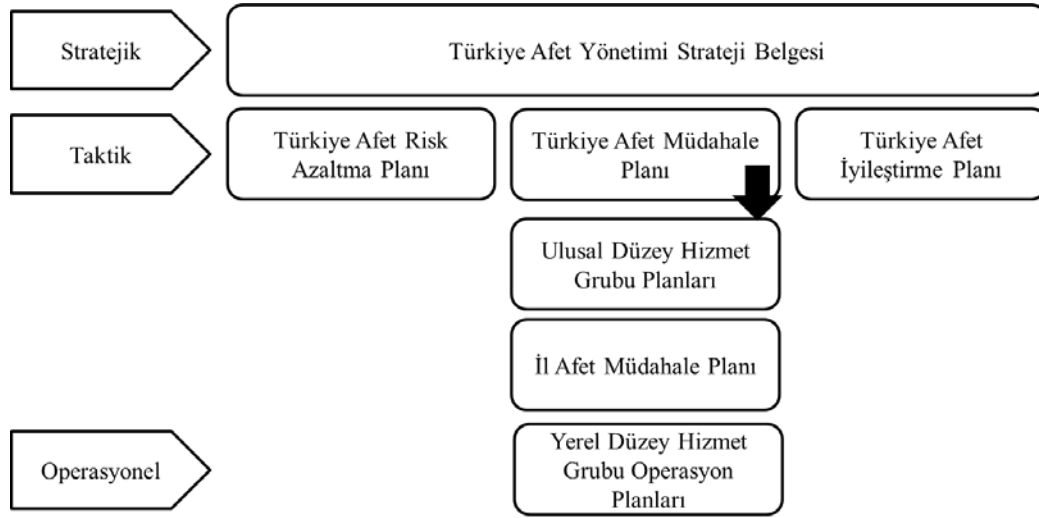 Stratejik
Türkiye Afet Yönetimi Strateji Belgesi
Taktik
Türkiye Afet Risk
Azaltma Planı
Türkiye Afet Müdahale
Planı
Türkiye Afet
İyileştirme Planı
Ulusal Düzey Hizmet
Grubu Planları
İl Afet Müdahale Planı
Operasyonel
Yerel Düzey Hizmet
Grubu Operasyon
Planları